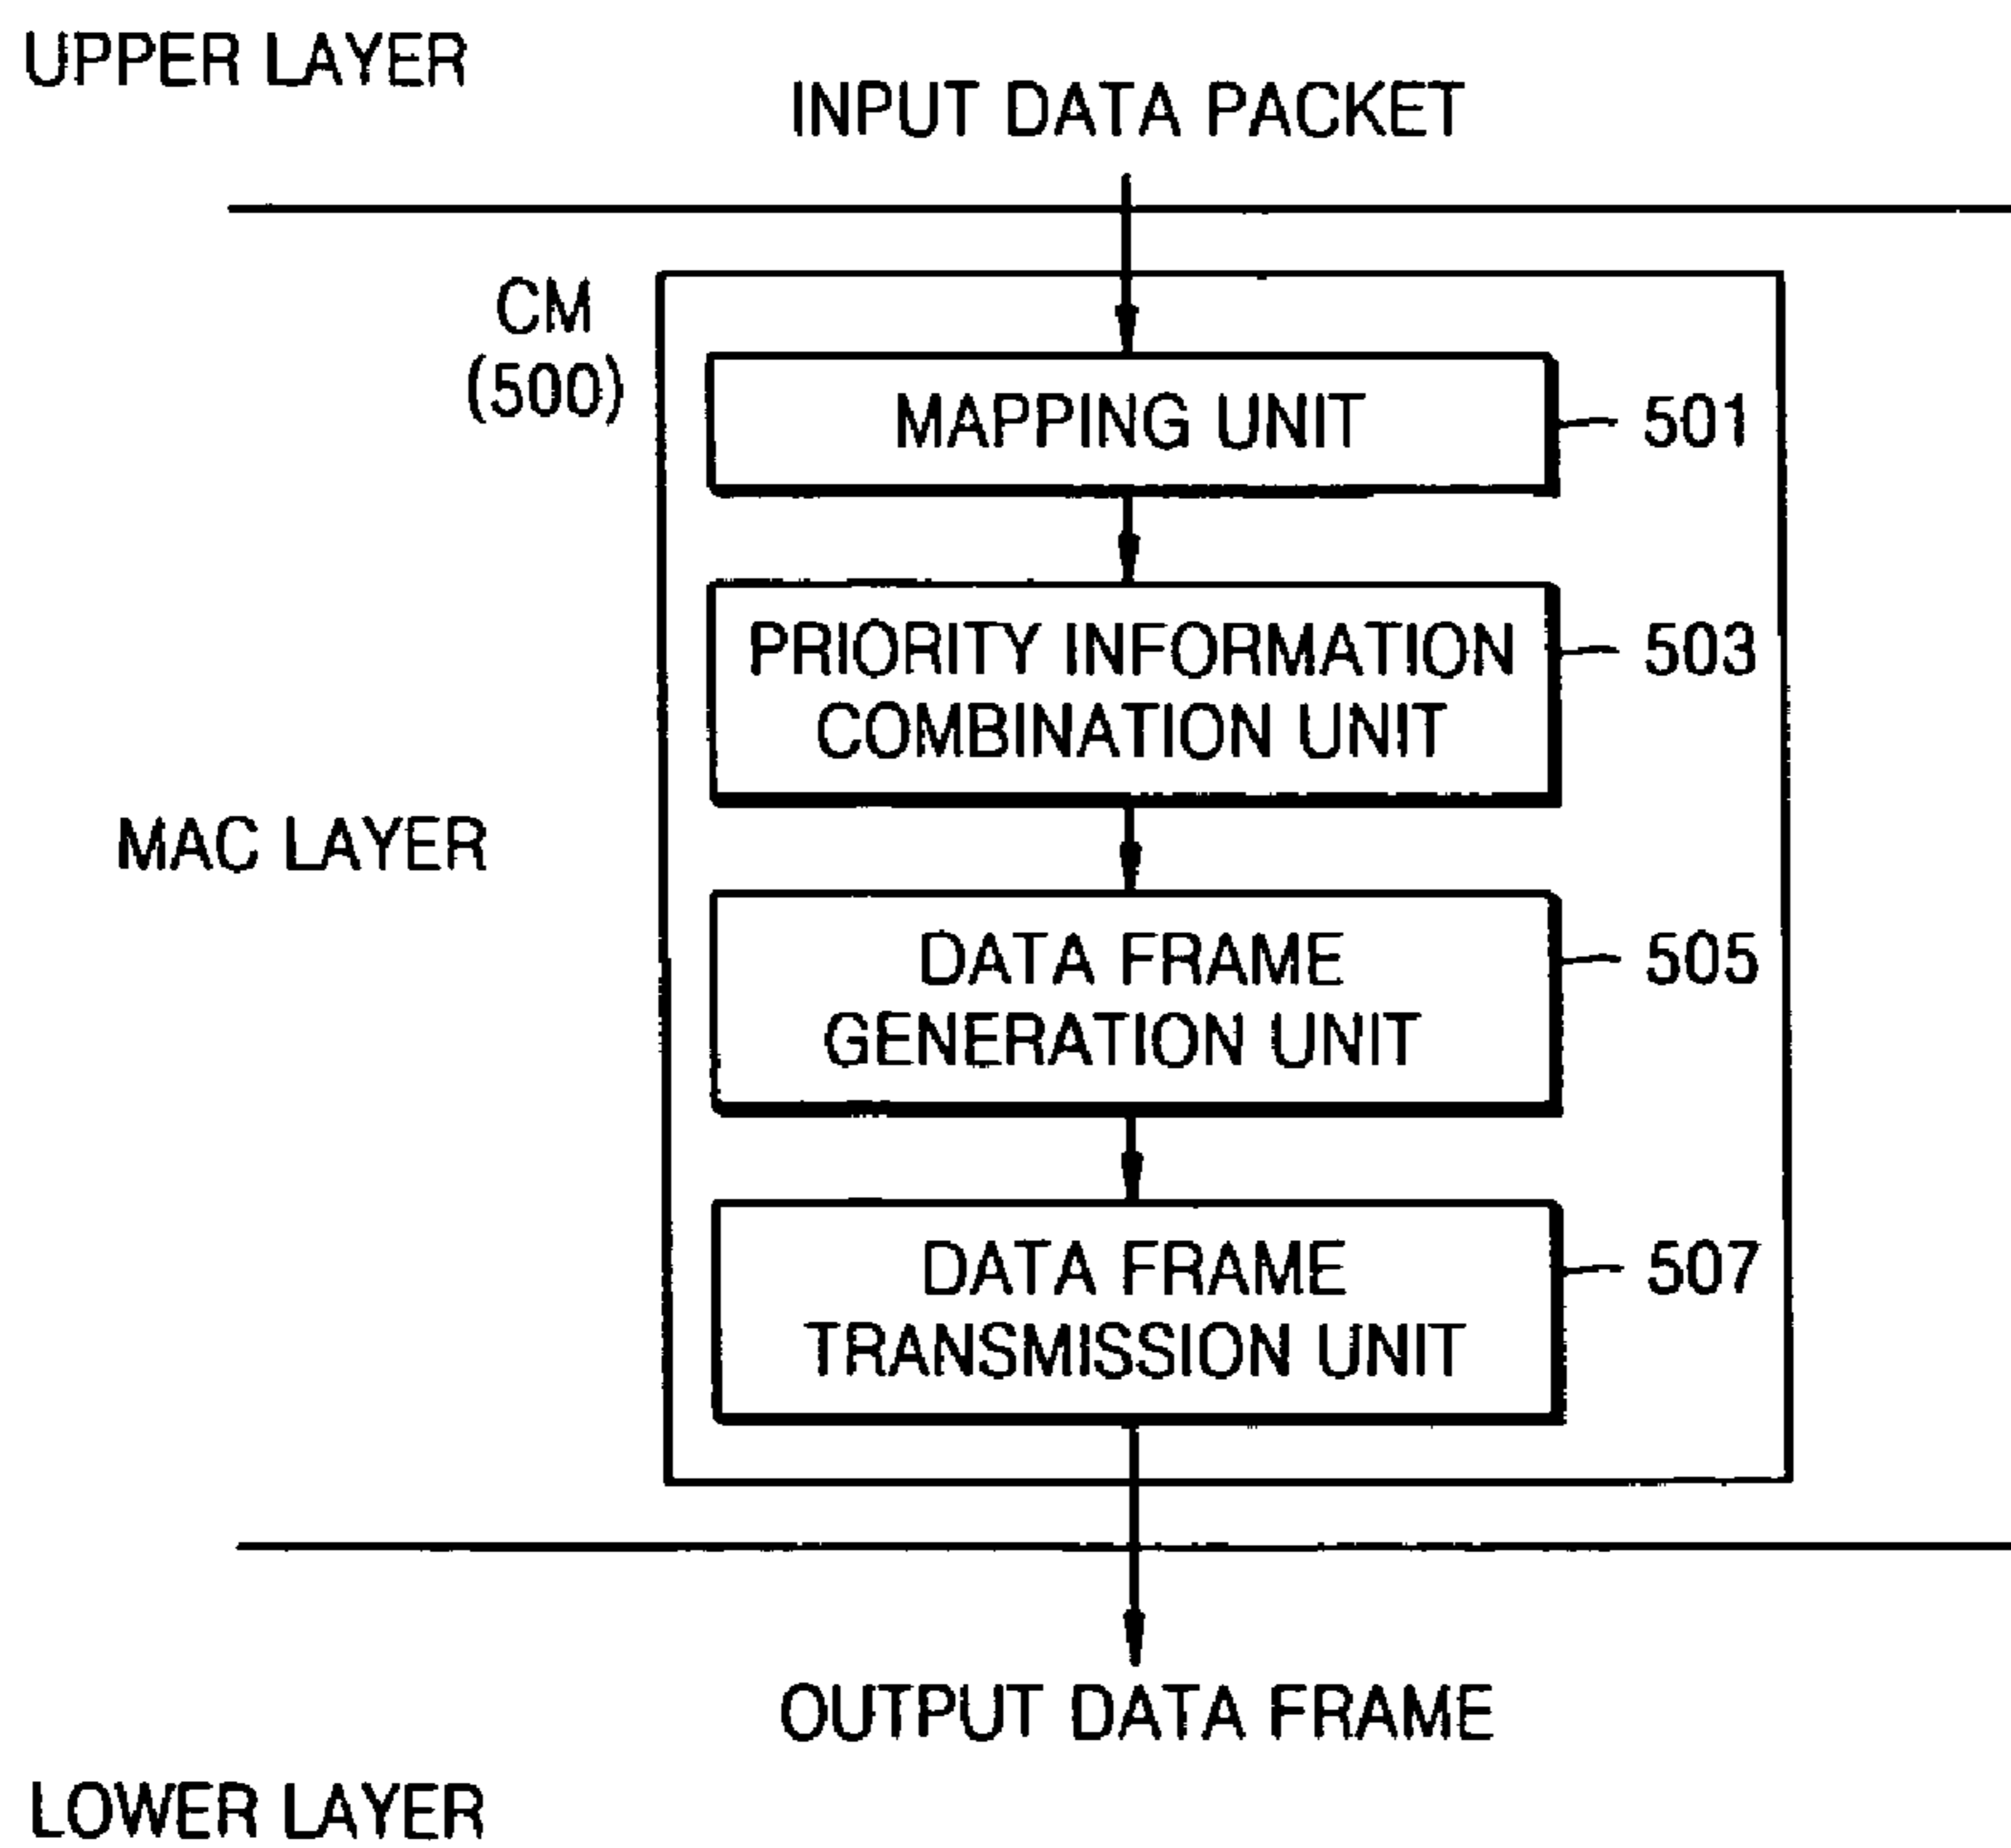 UPPER LAYER
INPUT DATA PACKET
CM
(500)
MAPPING UNIT
501
PRIORITY INFORMATION
COMBINATION UNIT
503
MAC LAYER
DATA FRAME
GENERATION UNIT
505
DATA FRAME
TRANSMISSION UNIT
507
OUTPUT DATA FRAME
LOWER LAYER